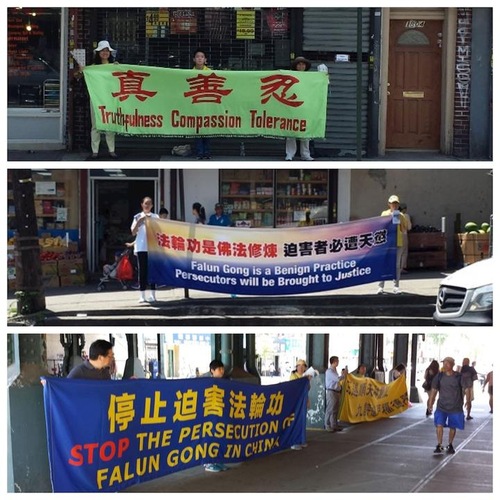 1504
真 善 忍
Truthfulness Compassion Tolerance
法輪功是佛法修煉 迫害者必遭天懲
Falun Gong is a Benign Practice
Persecutors will be Brought to Justice
停止迫害法輪功
STOP THE PERSECUTION OF
FALUN GONG IN CHINA